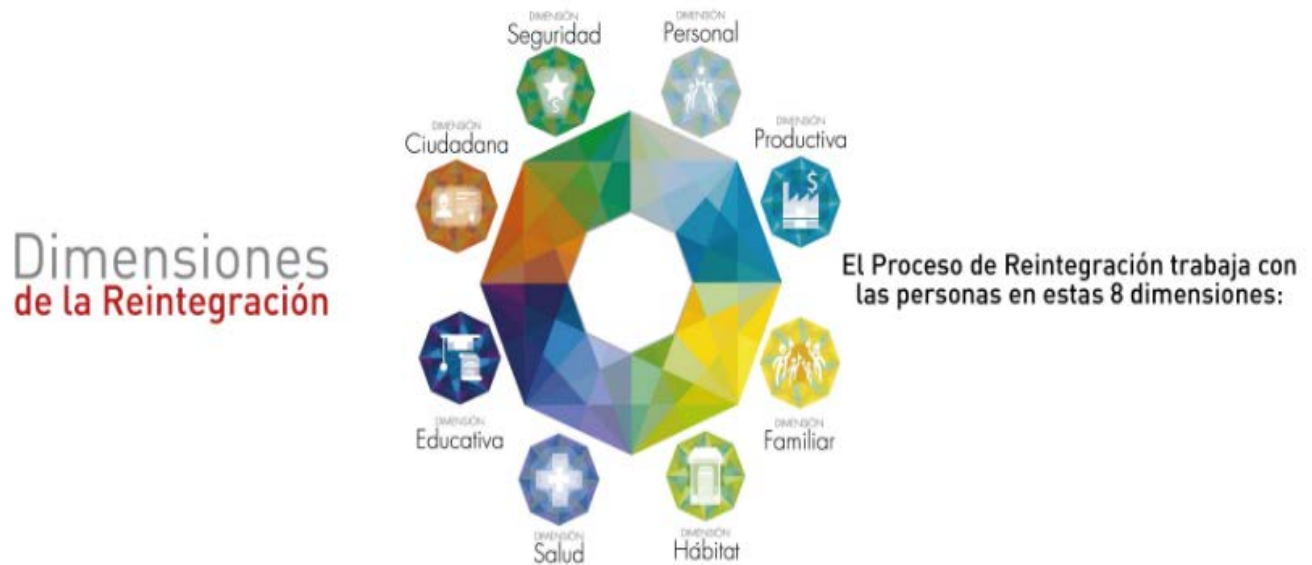 Dimensiones
de la Reintegración
DIMENSIÓN
Seguridad
DIMENSIÓN
Personal
DIMENSIÓN
Ciudadana
DIMENSIÓN
Productiva
$
El Proceso de Reintegración trabaja con
las personas en estas 8 dimensiones:
DIMENSIÓN
Educativa
DIMENSIÓN
Familiar
DIMENSIÓN
Salud
DIMENSIÓN
Hábitat